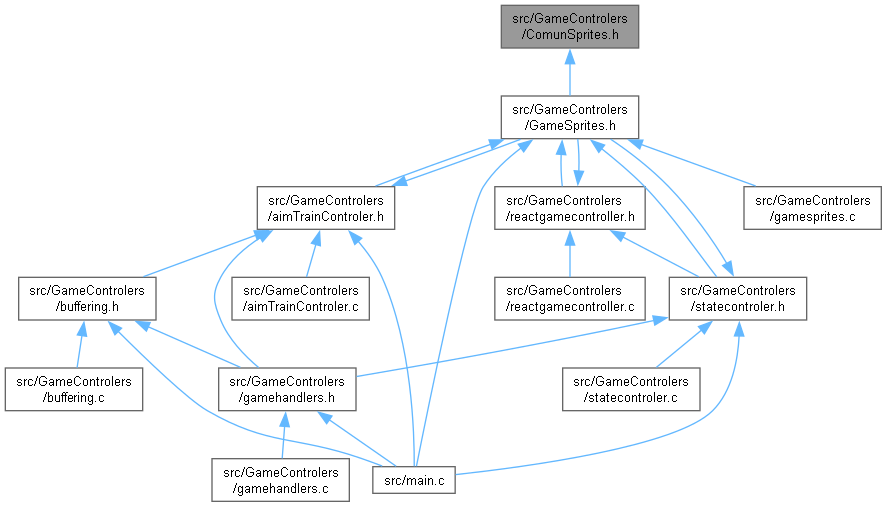 src/GameControlers
/ComunSprites.h
src/GameControlers
/GameSprites.h
src/GameControlers
/aimTrainControler.h
src/GameControlers
/reactgamecontroller.h
src/GameControlers
/gamesprites.c
src/GameControlers
/buffering.h
src/GameControlers
/aimTrainControler.c
src/GameControlers
/reactgamecontroller.c
src/GameControlers
/statecontroler.h
src/GameControlers
/buffering.c
src/GameControlers
/gamehandlers.h
src/GameControlers
/statecontroler.c
src/GameControlers
/gamehandlers.c
src/main.c